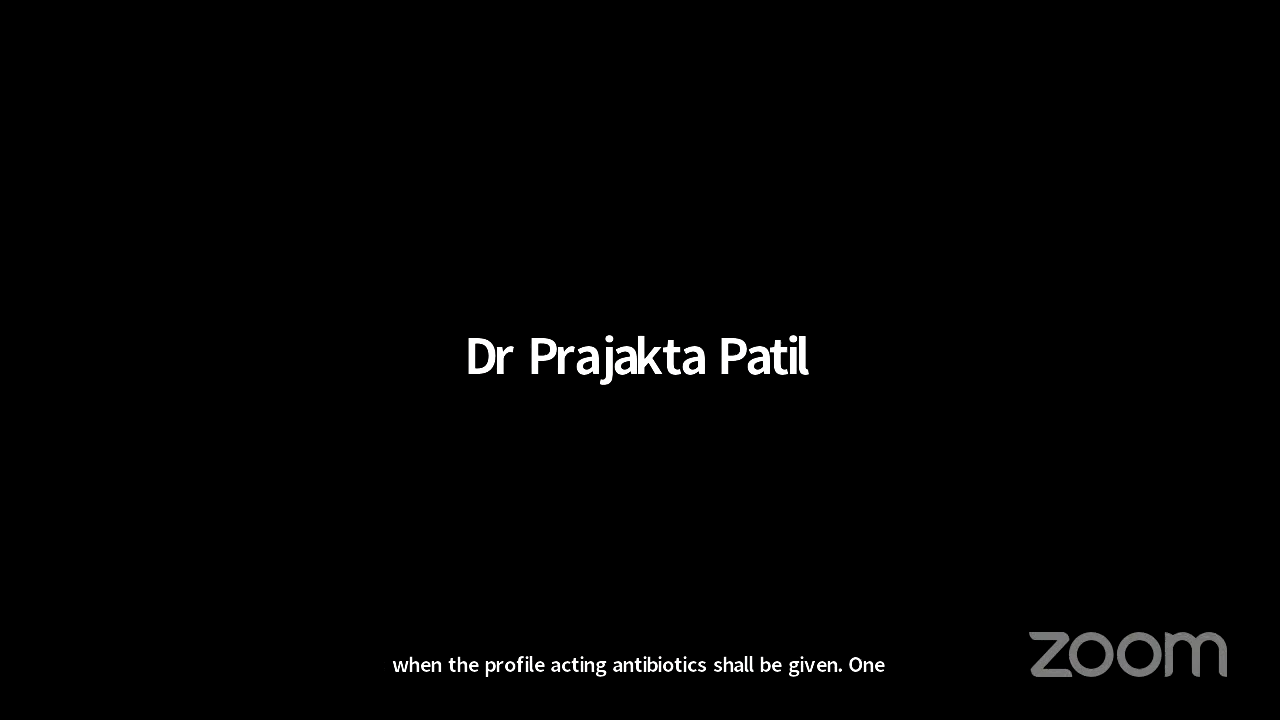 Dr Prajakta Patil
when the profile acting antibiotics shall be given. One
zoom